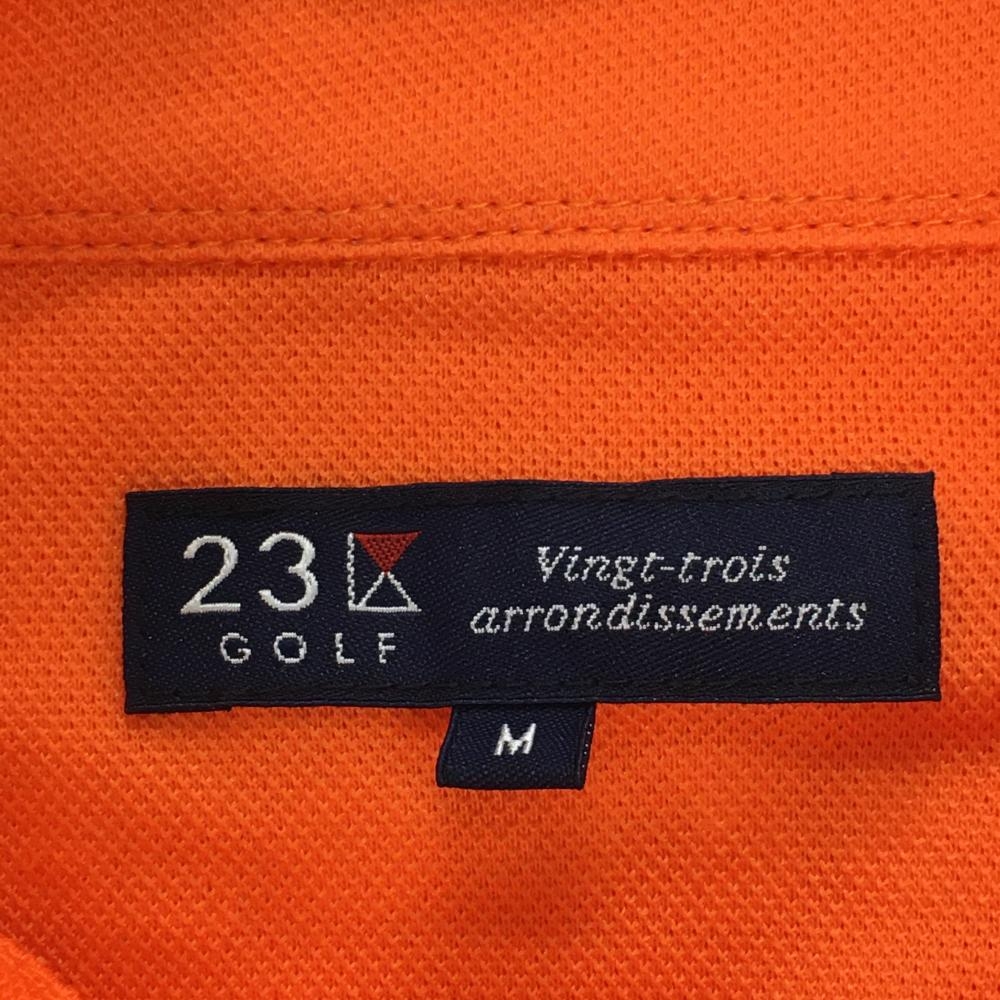 23
GOLF
Vingt-trois
arrondissements
M